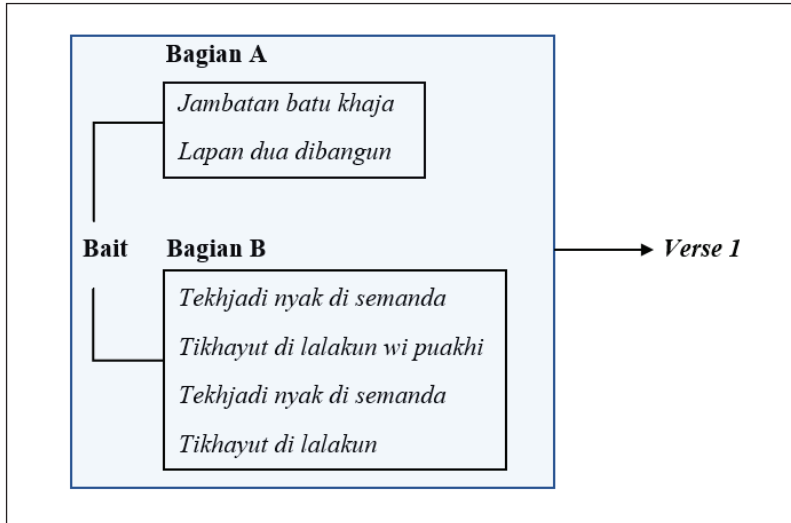 Bagian A
Jambatan batu khaja
Lapan dua dibangun
Bait
Bagian B
Verse 1
Tekhjadi nyak di semanda
Tikhayut di lalakun wi puakhi
Tekhjadi nyak di semanda
Tikhayut di lalakun